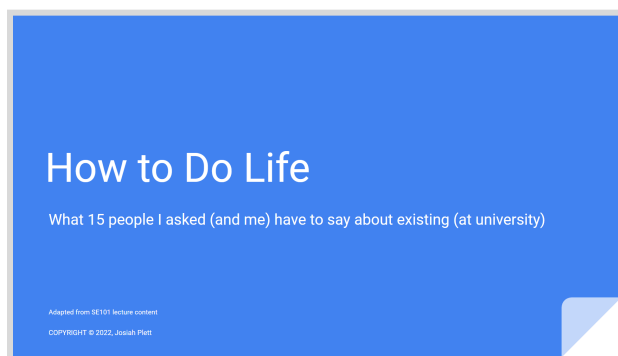 How to Do Life
What 15 people I asked (and me) have to say about existing (at university)
Adapted from SE101 lecture content
COPYRIGHT © 2022, Josiah Plett